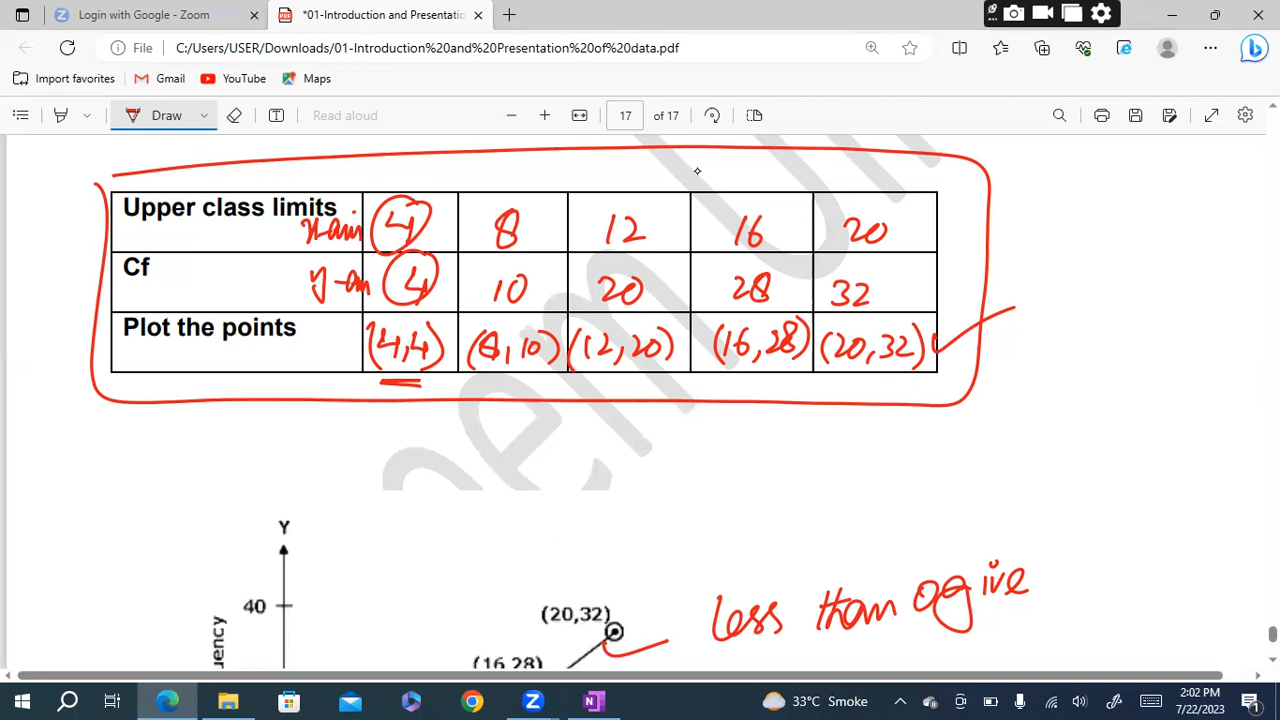 Login with Google - Zoom
*01-Introduction and Presentatio
File C:/Users/USER/Downloads/01-Introduction%20and%20Presentation%20of%20data.pdf
Import favorites Gmail YouTube Maps
Draw Read aloud 17 of 17
Upper class limits 4 8 12 16 20
Cf 4 10 20 28 32
Plot the points (4,4) (8,10) (12,20) (16,28) (20,32)
Y
40
(20,32)
less than ogive
(16,28)
33°C Smoke
2:02 PM
7/22/2023